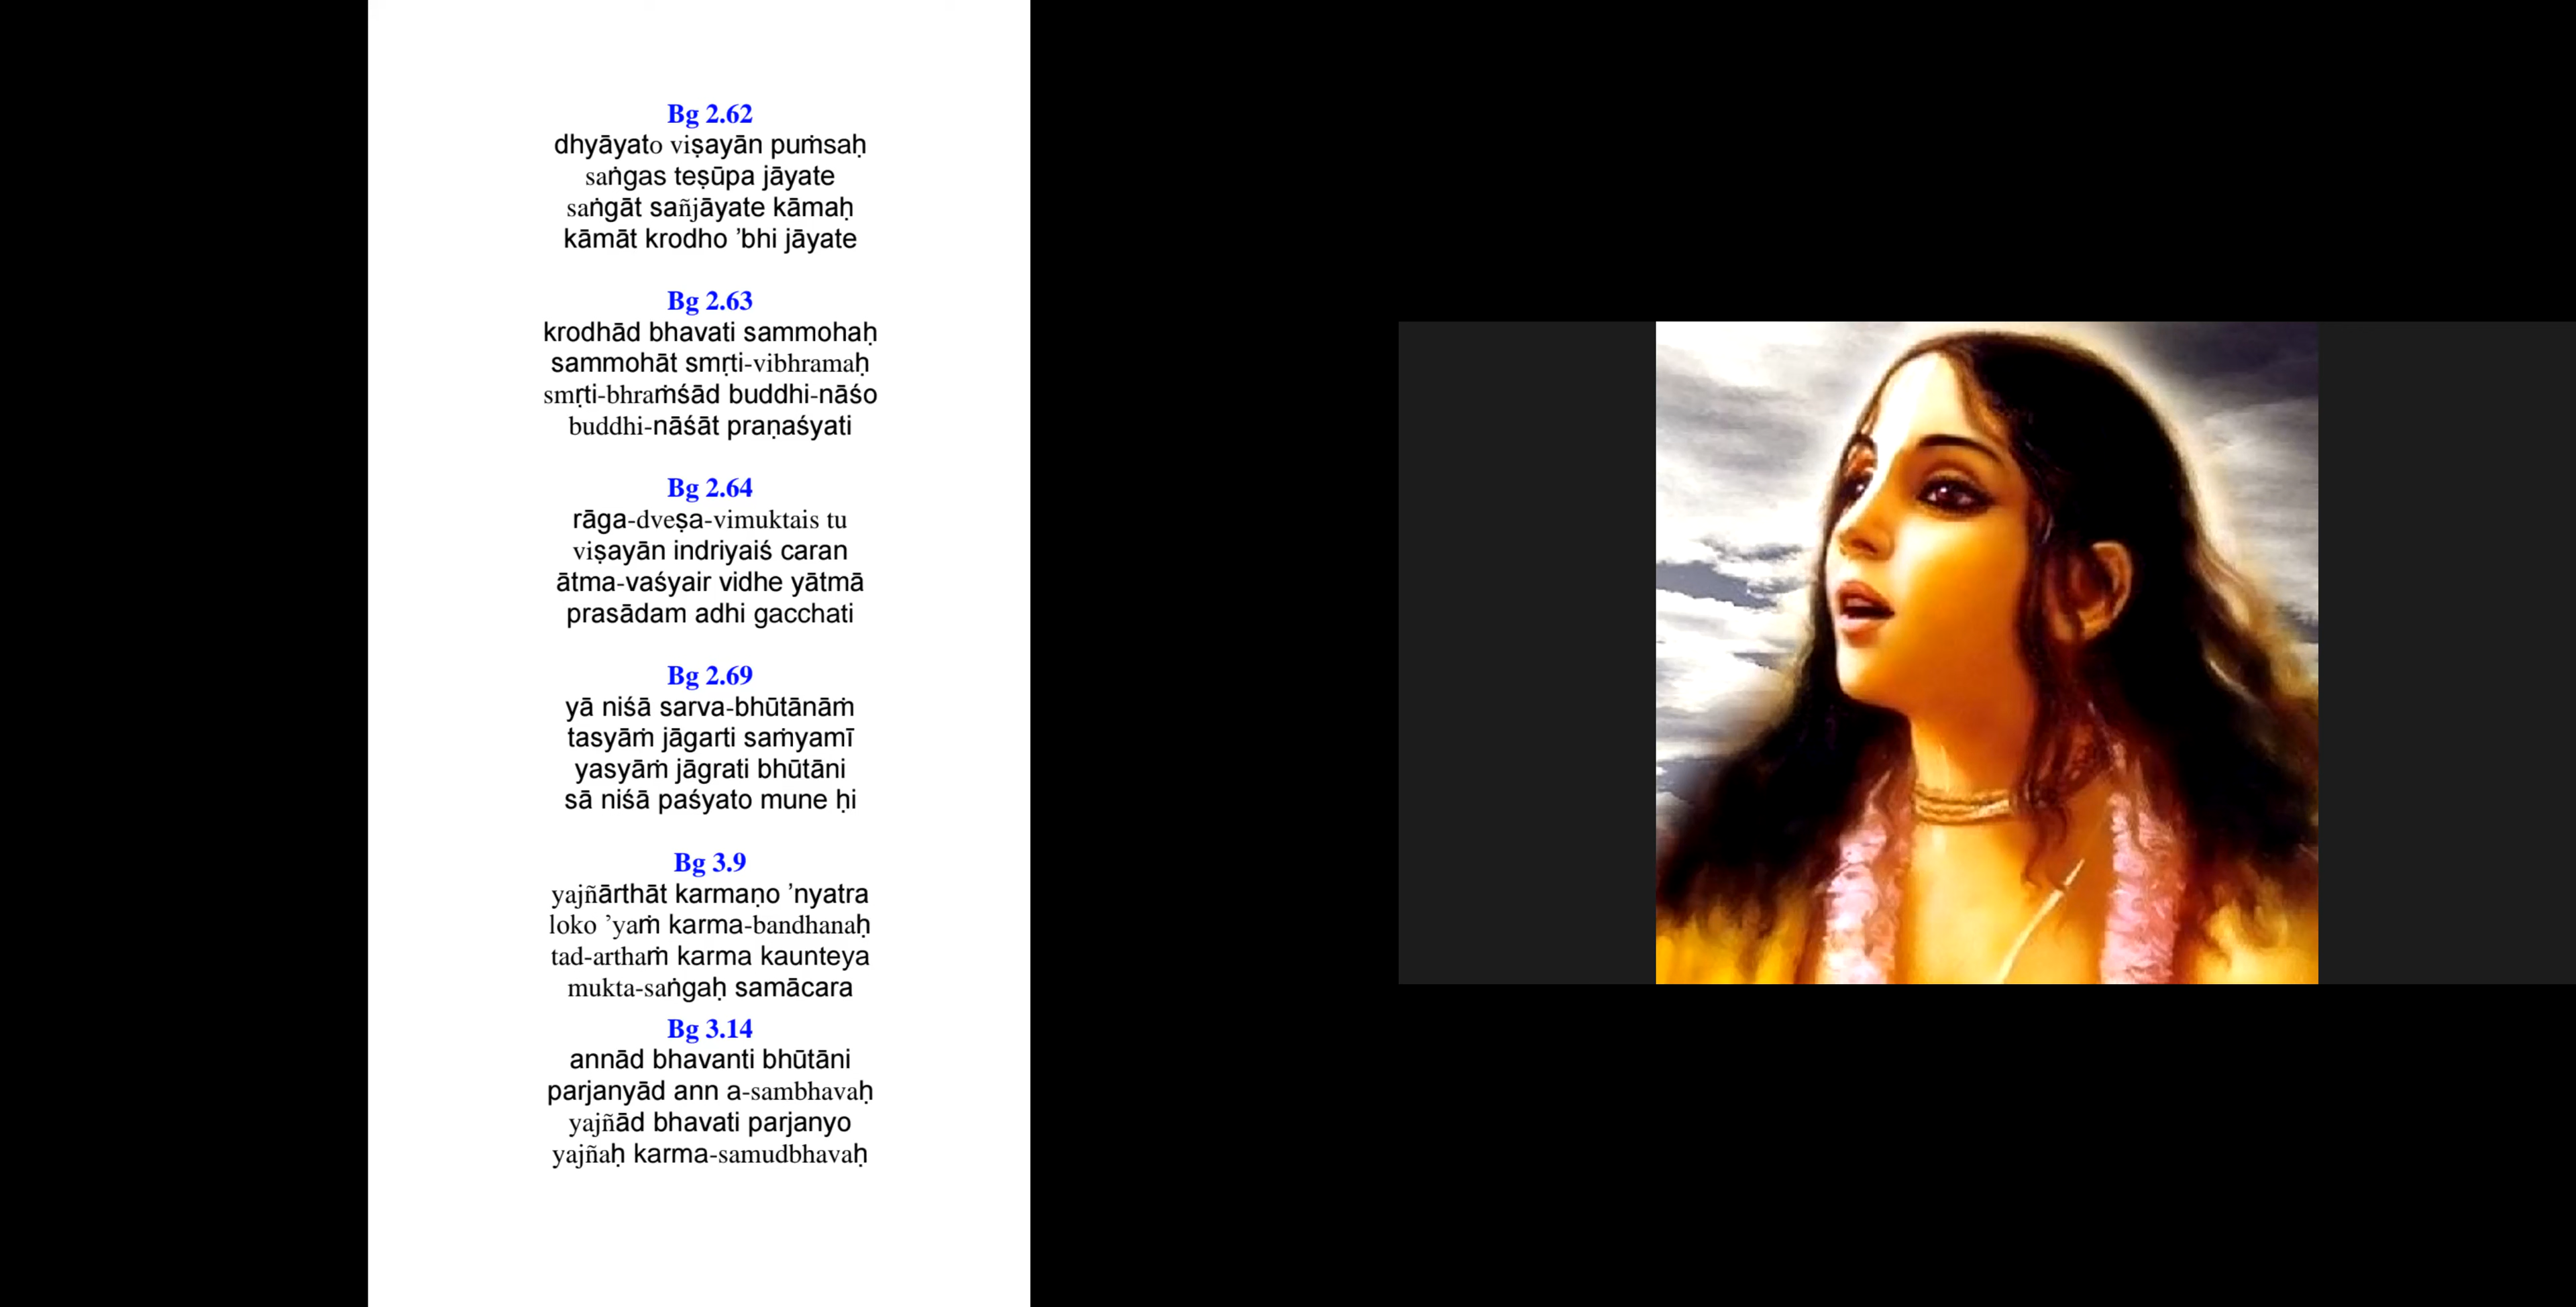 Bg 2.62
dhyāyato viṣayān puṁsaḥ
saṅgas teṣūpa jāyate
saṅgāt sañjāyate kāmaḥ
kāmāt krodho ’bhi jāyate
Bg 2.63
krodhād bhavati sammohaḥ
sammohāt smṛti-vibhramaḥ
smṛti-bhraṁśād buddhi-nāśo
buddhi-nāśāt praṇaśyati
Bg 2.64
rāga-dveṣa-vimuktais tu
viṣayān indriyaiś caran
ātma-vaśyair vidhe yātmā
prasādam adhi gacchati
Bg 2.69
yā niśā sarva-bhūtānāṁ
tasyāṁ jāgarti saṁyamī
yasyāṁ jāgrati bhūtāni
sā niśā paśyato mune ḥi
Bg 3.9
yajñārthāt karmaṇo ’nyatra
loko ’yaṁ karma-bandhanaḥ
tad-arthaṁ karma kaunteya
mukta-saṅgaḥ samācara
Bg 3.14
annād bhavanti bhūtāni
parjanyād ann a-sambhavaḥ
yajñād bhavati parjanyo
yajñaḥ karma-samudbhavaḥ